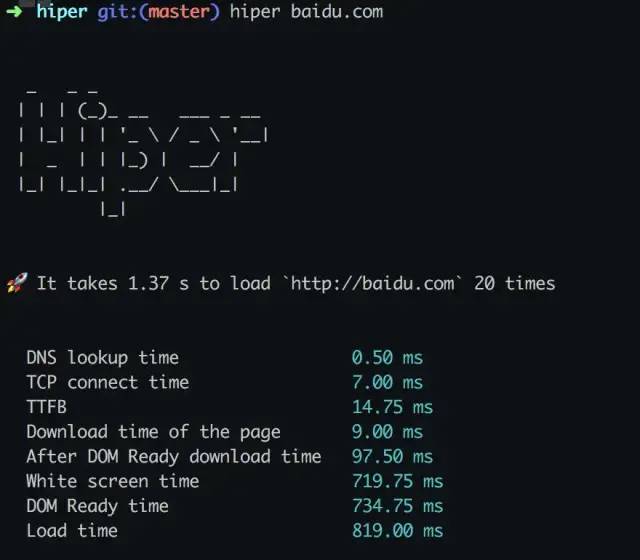 ➜ hiper git:(master) hiper baidu.com
  _   _ _
 | | | (_)_ __   ___ _ __
 | |_| | | '_ \ / _ \ '__|
 |  _  | | |_) |  __/ |
 |_| |_|_| .__/ \___|_|
         |_|
🚀 It takes 1.37 s to load `http://baidu.com` 20 times
DNS lookup time 0.50 ms
TCP connect time 7.00 ms
TTFB 14.75 ms
Download time of the page 9.00 ms
After DOM Ready download time 97.50 ms
White screen time 719.75 ms
DOM Ready time 734.75 ms
Load time 819.00 ms